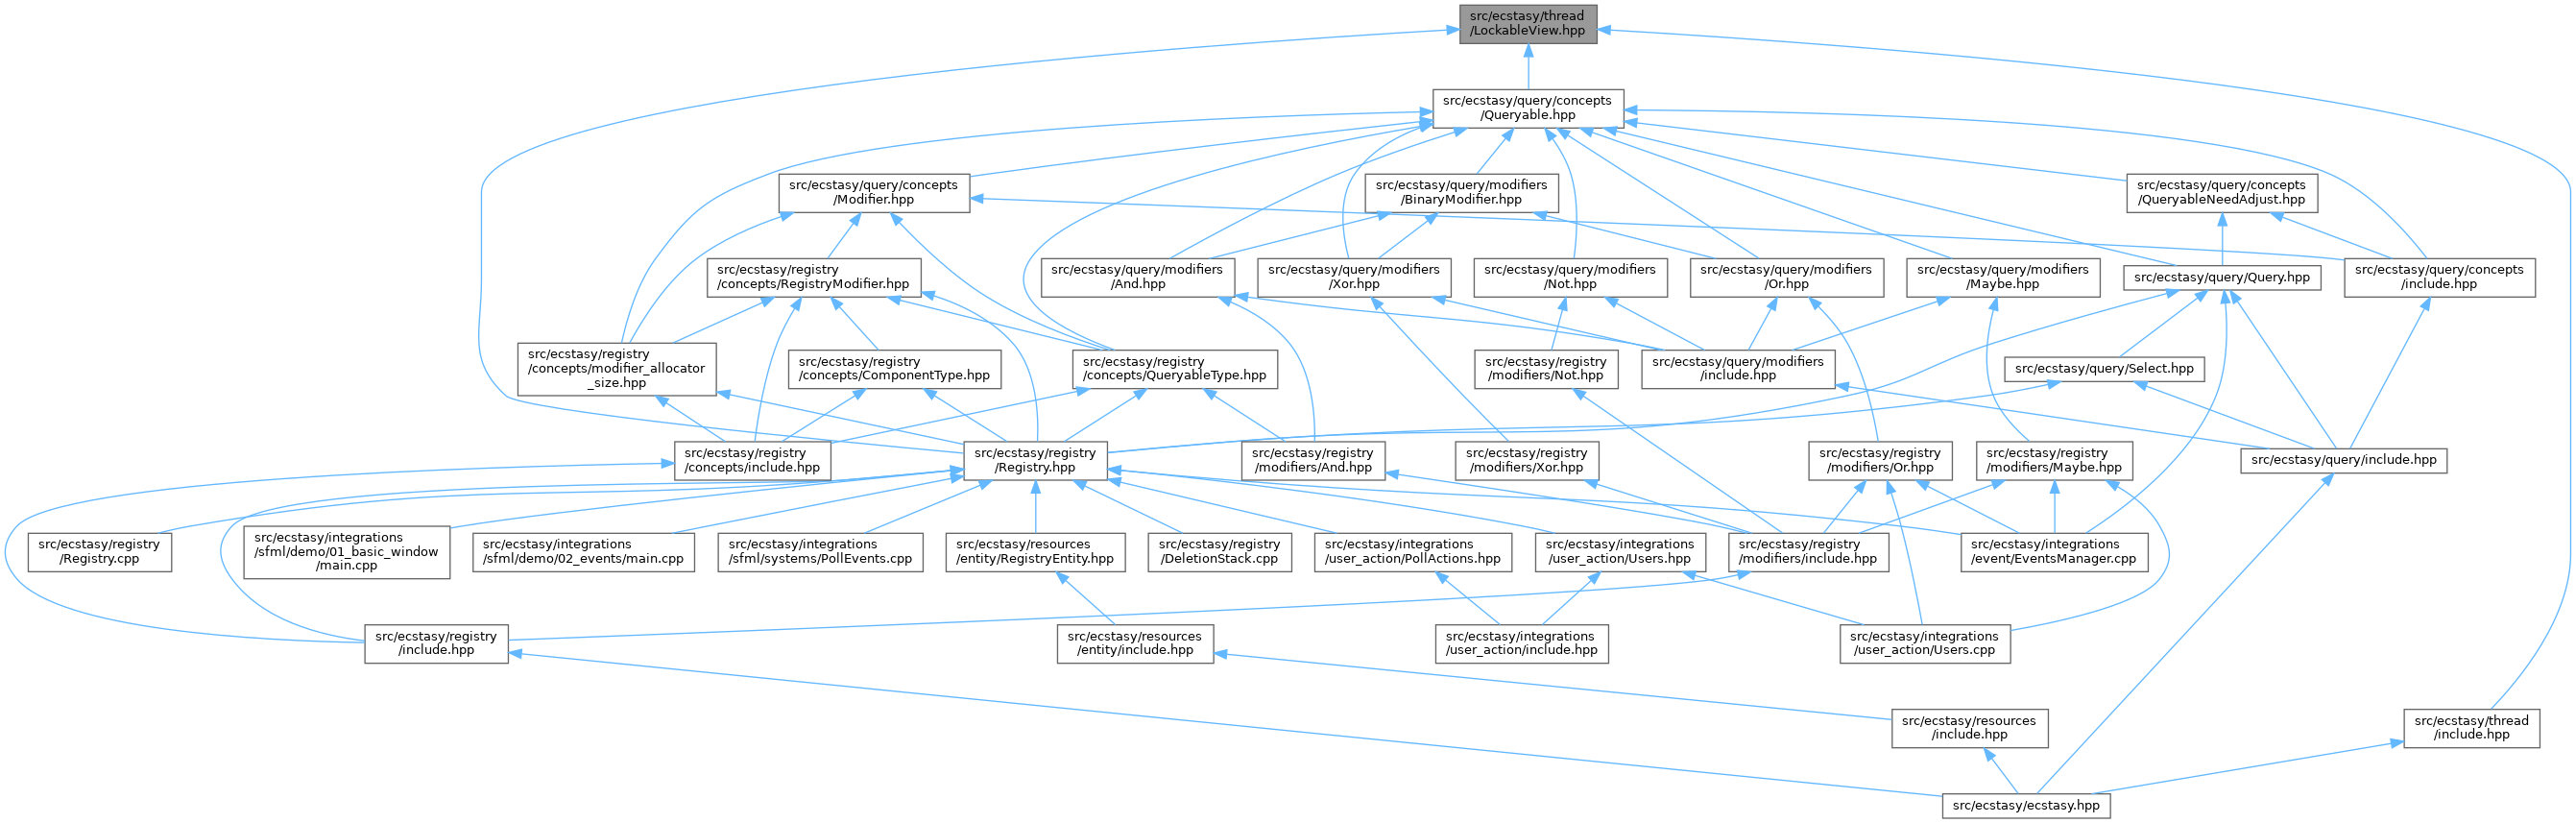 src/ecstasy/thread
/LockableView.hpp
src/ecstasy/query/concepts
/Queryable.hpp
src/ecstasy/query/concepts
/Modifier.hpp
src/ecstasy/query/modifiers
/BinaryModifier.hpp
src/ecstasy/query/concepts
/QueryableNeedAdjust.hpp
src/ecstasy/registry
/concepts/RegistryModifier.hpp
src/ecstasy/query/modifiers
/And.hpp
src/ecstasy/query/modifiers
/Xor.hpp
src/ecstasy/query/modifiers
/Not.hpp
src/ecstasy/query/modifiers
/Or.hpp
src/ecstasy/query/modifiers
/Maybe.hpp
src/ecstasy/query/Query.hpp
src/ecstasy/query/concepts
/include.hpp
src/ecstasy/registry
/concepts/modifier_allocator
_size.hpp
src/ecstasy/registry
/concepts/ComponentType.hpp
src/ecstasy/registry
/concepts/QueryableType.hpp
src/ecstasy/registry
/modifiers/Not.hpp
src/ecstasy/query/modifiers
/include.hpp
src/ecstasy/query/Select.hpp
src/ecstasy/registry
/concepts/include.hpp
src/ecstasy/registry
/Registry.hpp
src/ecstasy/registry
/modifiers/And.hpp
src/ecstasy/registry
/modifiers/Xor.hpp
src/ecstasy/registry
/modifiers/Or.hpp
src/ecstasy/registry
/modifiers/Maybe.hpp
src/ecstasy/query/include.hpp
src/ecstasy/registry
/Registry.cpp
src/ecstasy/integrations
/sfml/demo/01_basic_window
/main.cpp
src/ecstasy/integrations
/sfml/demo/02_events/main.cpp
src/ecstasy/integrations
/sfml/systems/PollEvents.cpp
src/ecstasy/resources
/entity/RegistryEntity.hpp
src/ecstasy/registry
/DeletionStack.cpp
src/ecstasy/integrations
/user_action/PollActions.hpp
src/ecstasy/integrations
/user_action/Users.hpp
src/ecstasy/registry
/modifiers/include.hpp
src/ecstasy/integrations
/event/EventsManager.cpp
src/ecstasy/registry
/include.hpp
src/ecstasy/resources
/entity/include.hpp
src/ecstasy/integrations
/user_action/include.hpp
src/ecstasy/integrations
/user_action/Users.cpp
src/ecstasy/resources
/include.hpp
src/ecstasy/thread
/include.hpp
src/ecstasy/ecstasy.hpp